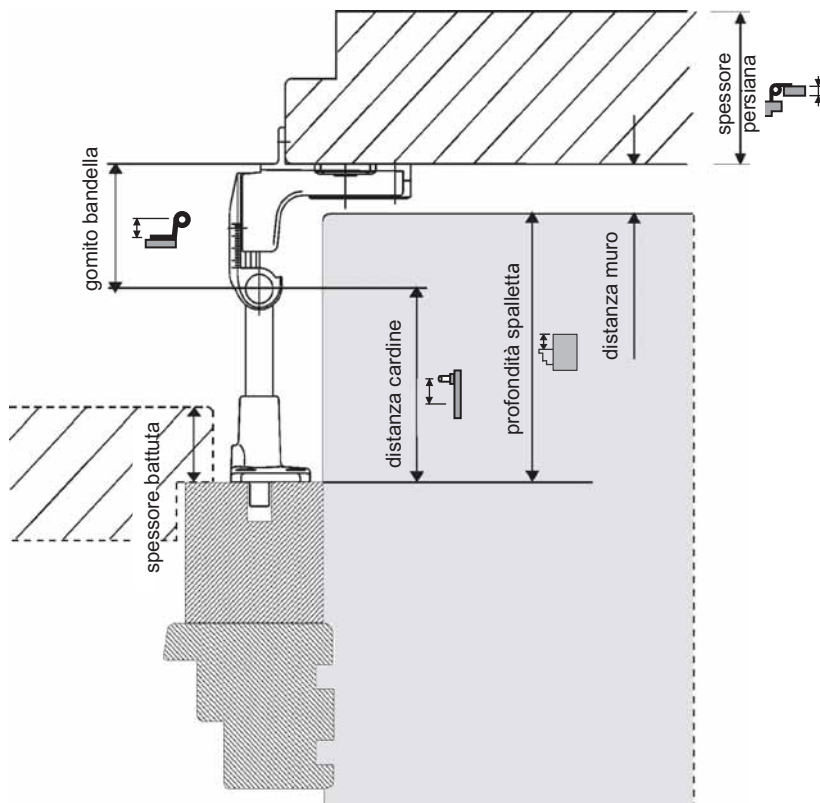 spessore
persiana
gomito bandella
distanza cardine
profondità spalletta
distanza muro
spessore battuta